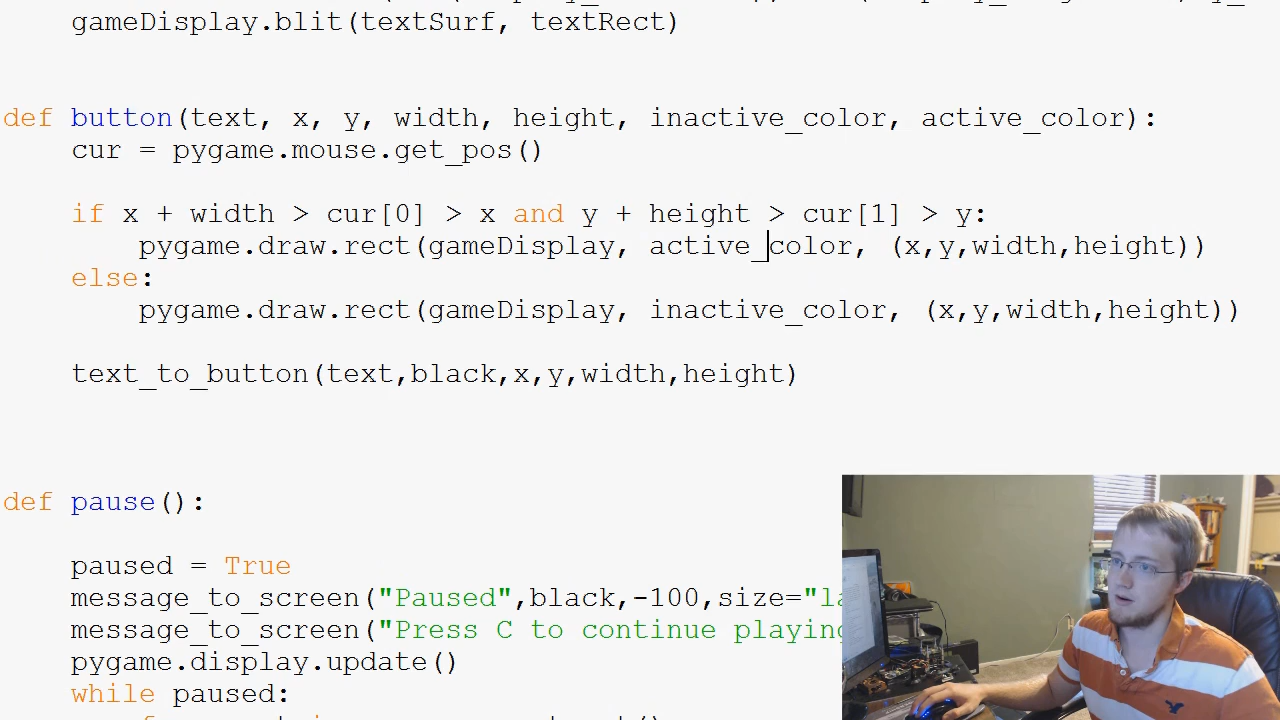 gameDisplay.blit(textSurf, textRect)
def button(text, x, y, width, height, inactive_color, active_color):
cur = pygame.mouse.get_pos()
if x + width > cur[0] > x and y + height > cur[1] > y:
pygame.draw.rect(gameDisplay, active_color, (x,y,width,height))
else:
pygame.draw.rect(gameDisplay, inactive_color, (x,y,width,height))
text_to_button(text,black,x,y,width,height)
def pause():
paused = True
message_to_screen("Paused",black,-100,size="la
message_to_screen("Press C to continue playing
pygame.display.update()
while paused: